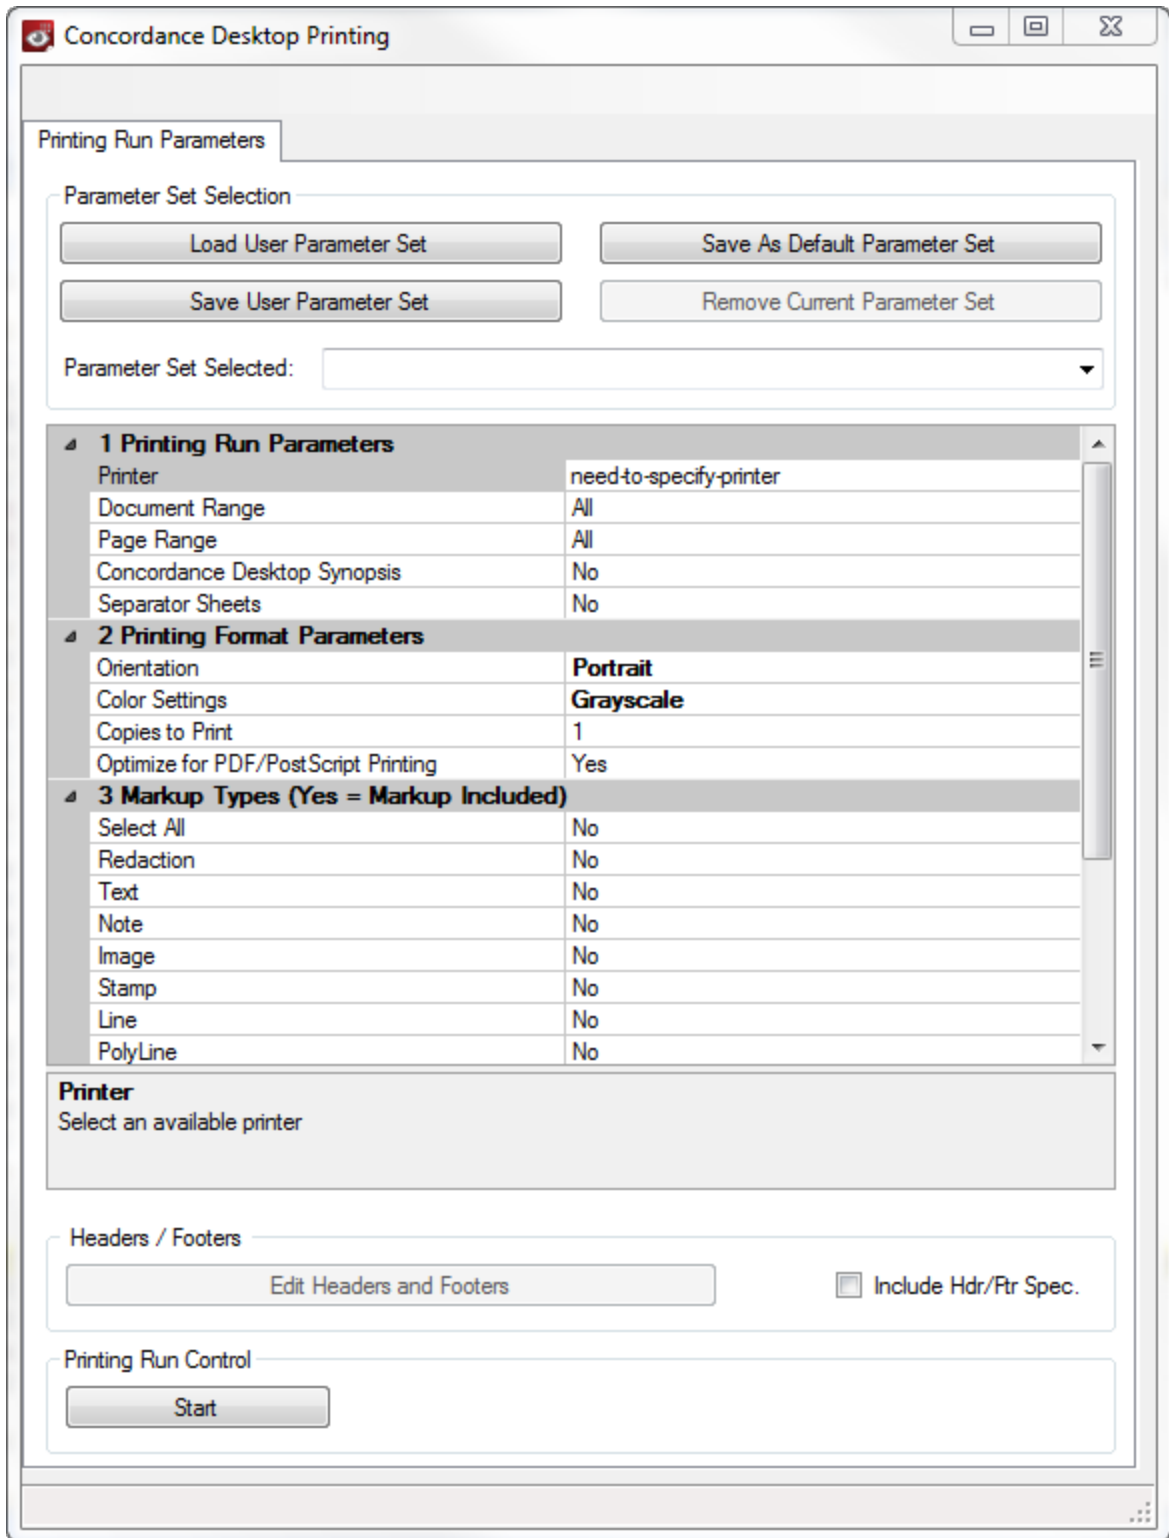 Concordance Desktop Printing
Printing Run Parameters
Parameter Set Selection
Load User Parameter Set Save As Default Parameter Set
Save User Parameter Set Remove Current Parameter Set
Parameter Set Selected:
1 Printing Run Parameters
Printer need-to-specify-printer
Document Range All
Page Range All
Concordance Desktop Synopsis No
Separator Sheets No
2 Printing Format Parameters
Orientation Portrait
Color Settings Grayscale
Copies to Print 1
Optimize for PDF/PostScript Printing Yes
3 Markup Types (Yes = Markup Included)
Select All No
Redaction No
Text No
Note No
Image No
Stamp No
Line No
PolyLine No
Printer
Select an available printer
Headers / Footers
Edit Headers and Footers Include Hdr/Ftr Spec.
Printing Run Control
Start